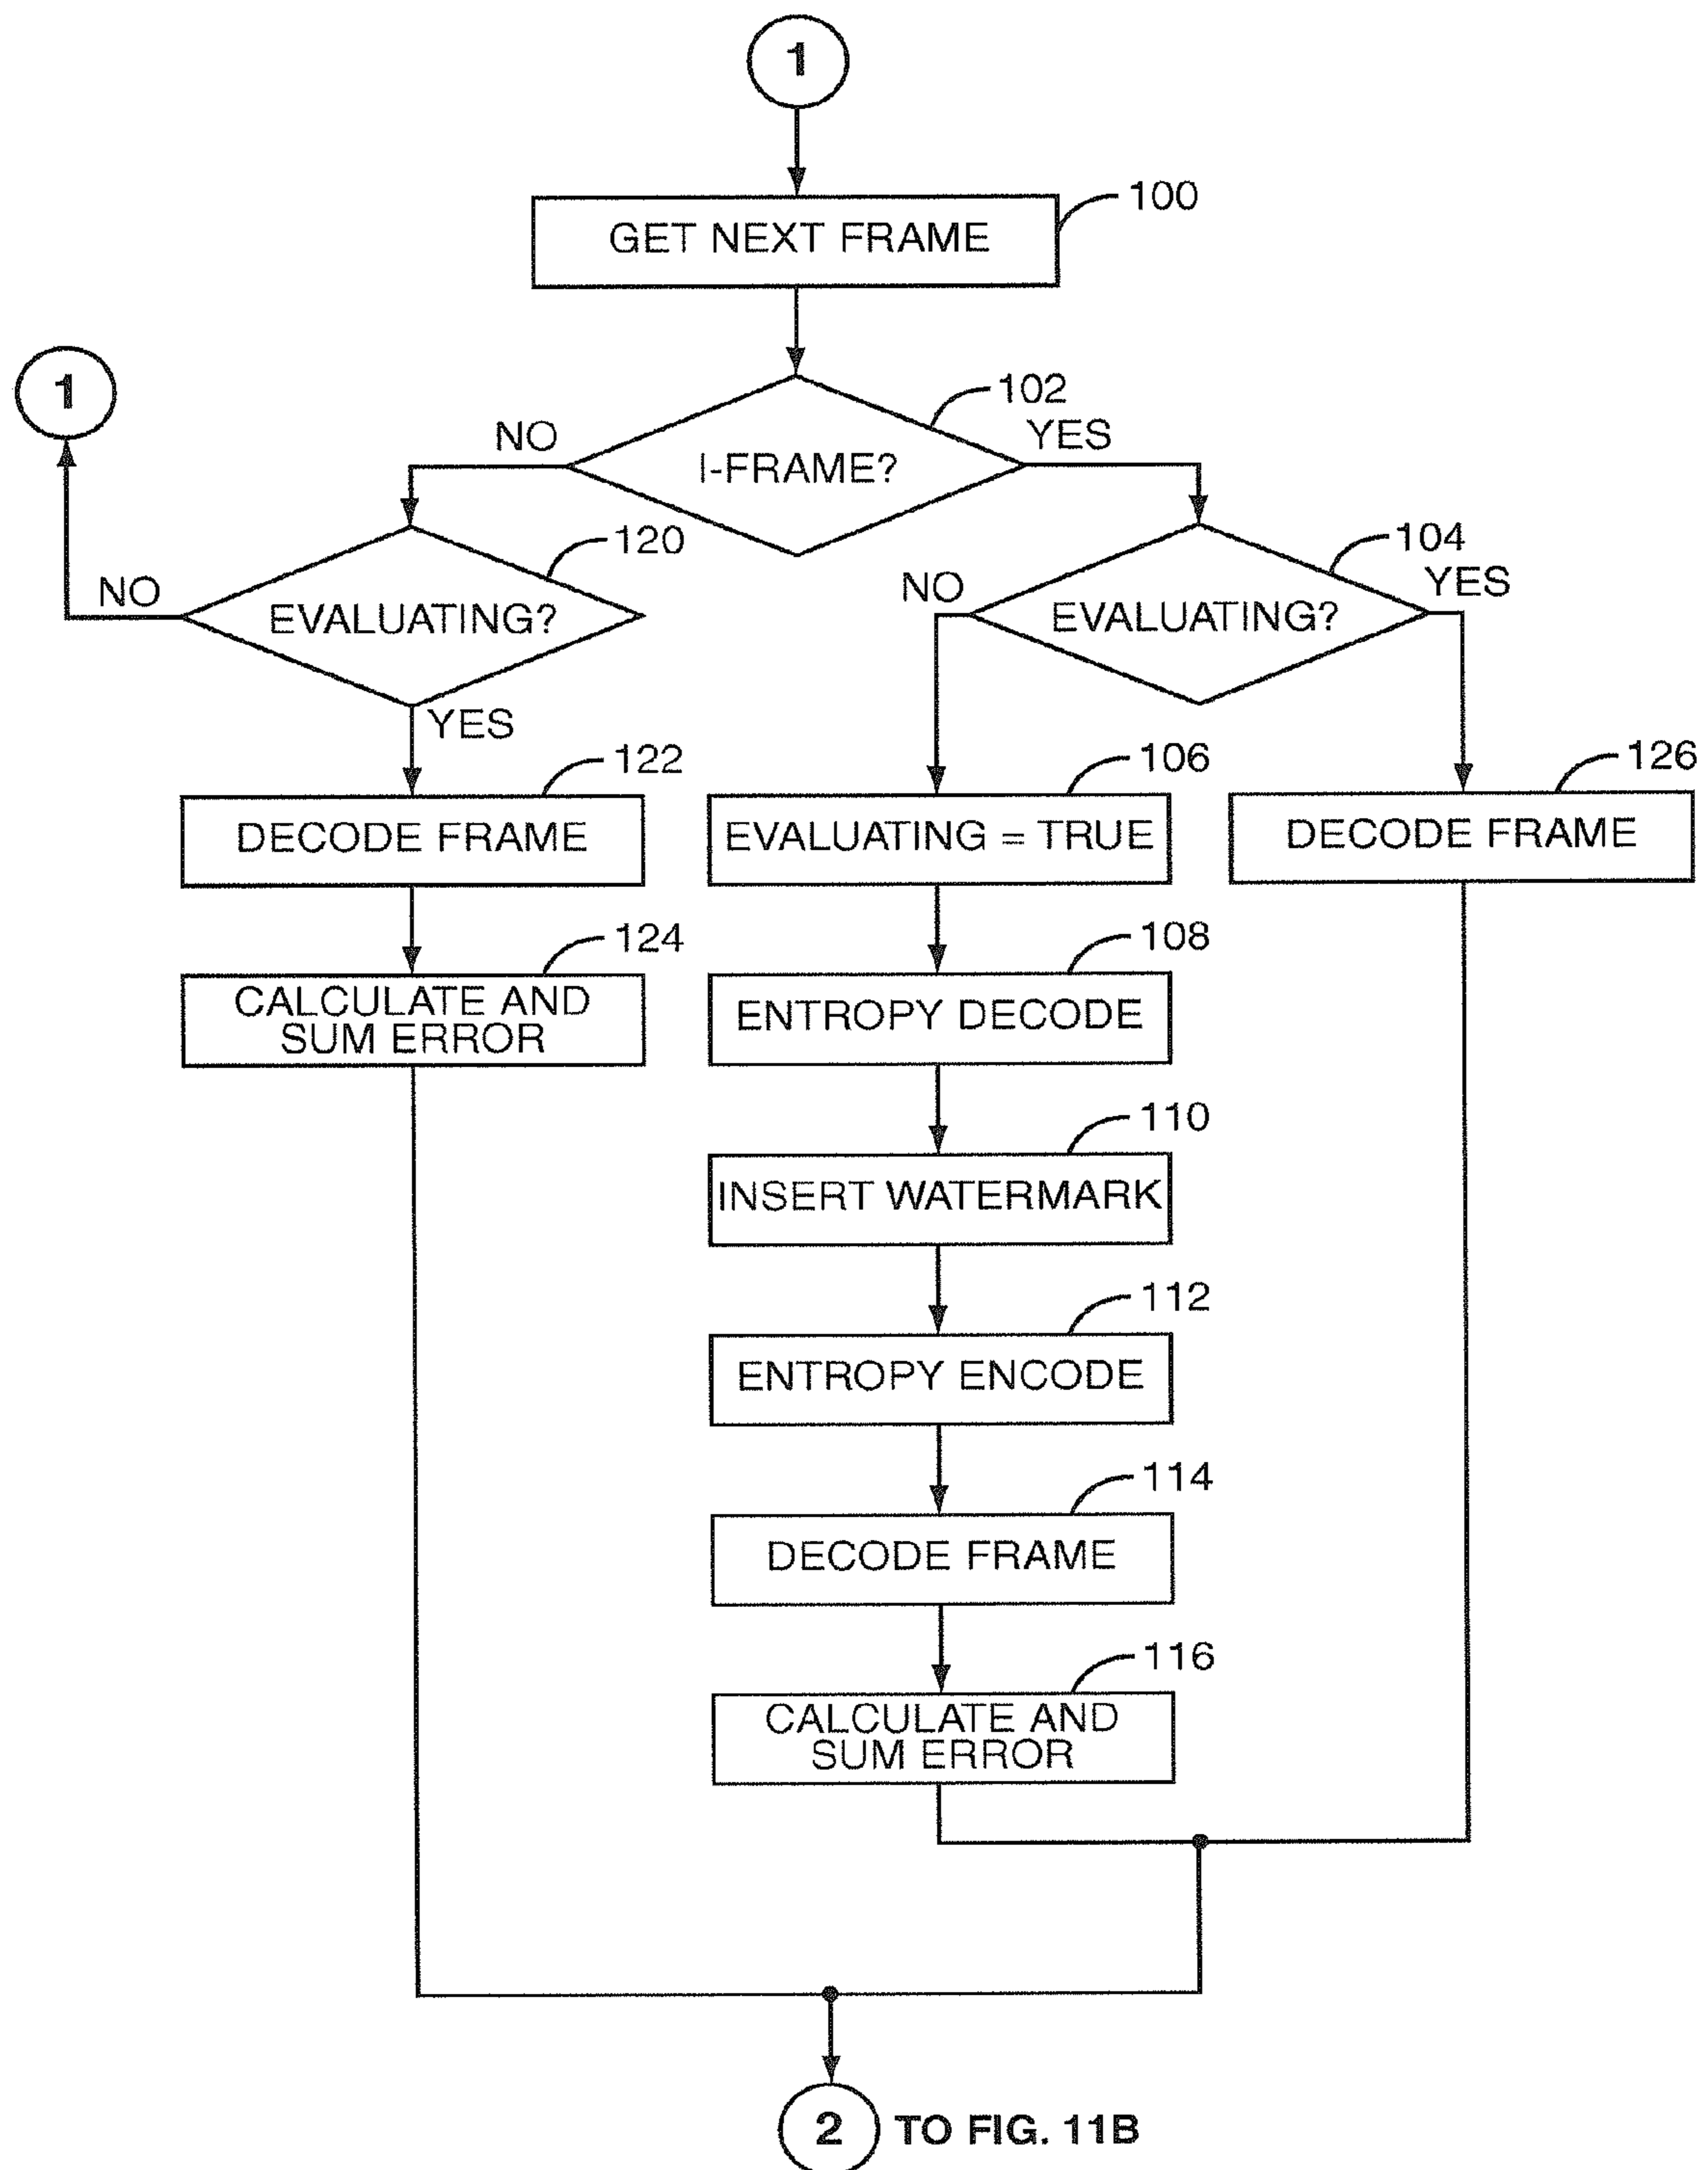 1
100
GET NEXT FRAME
1
102
NO
YES
I-FRAME?
120
104
NO
EVALUATING?
NO
EVALUATING?
YES
YES
122
106
126
DECODE FRAME
EVALUATING = TRUE
DECODE FRAME
124
108
CALCULATE AND
SUM ERROR
ENTROPY DECODE
110
INSERT WATERMARK
112
ENTROPY ENCODE
114
DECODE FRAME
116
CALCULATE AND
SUM ERROR
2 TO FIG. 11B